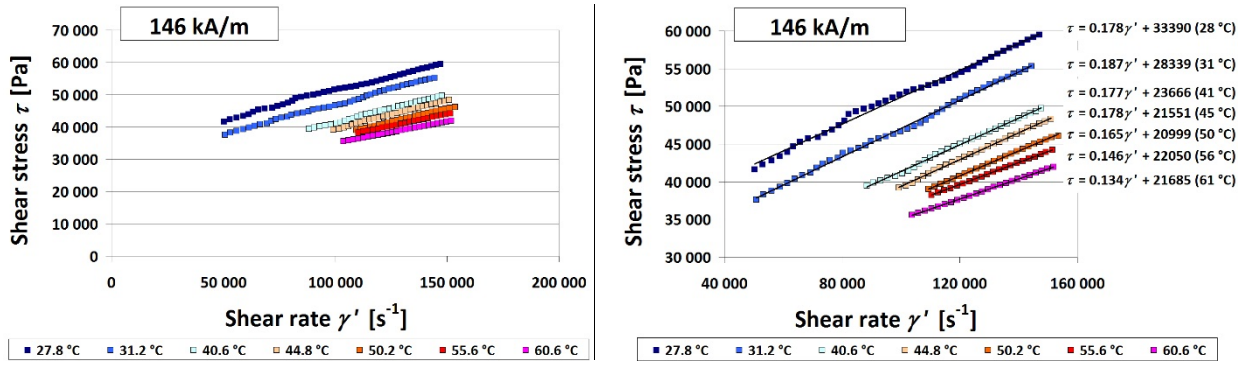 146 kA/m
Shear stress τ [Pa]
70 000
60 000
50 000
40 000
30 000
20 000
10 000
0
0
50 000
100 000
150 000
200 000
Shear rate γ' [s⁻¹]
27.8 °C
31.2 °C
40.6 °C
44.8 °C
50.2 °C
55.6 °C
60.6 °C
146 kA/m
Shear stress τ [Pa]
60 000
55 000
50 000
45 000
40 000
35 000
30 000
40 000
80 000
120 000
160 000
τ = 0.178γ' + 33390 (28 °C)
τ = 0.187γ' + 28339 (31 °C)
τ = 0.177γ' + 23666 (41 °C)
τ = 0.178γ' + 21551 (45 °C)
τ = 0.165γ' + 20999 (50 °C)
τ = 0.146γ' + 22050 (56 °C)
τ = 0.134γ' + 21685 (61 °C)
Shear rate γ' [s⁻¹]
27.8 °C
31.2 °C
40.6 °C
44.8 °C
50.2 °C
55.6 °C
60.6 °C